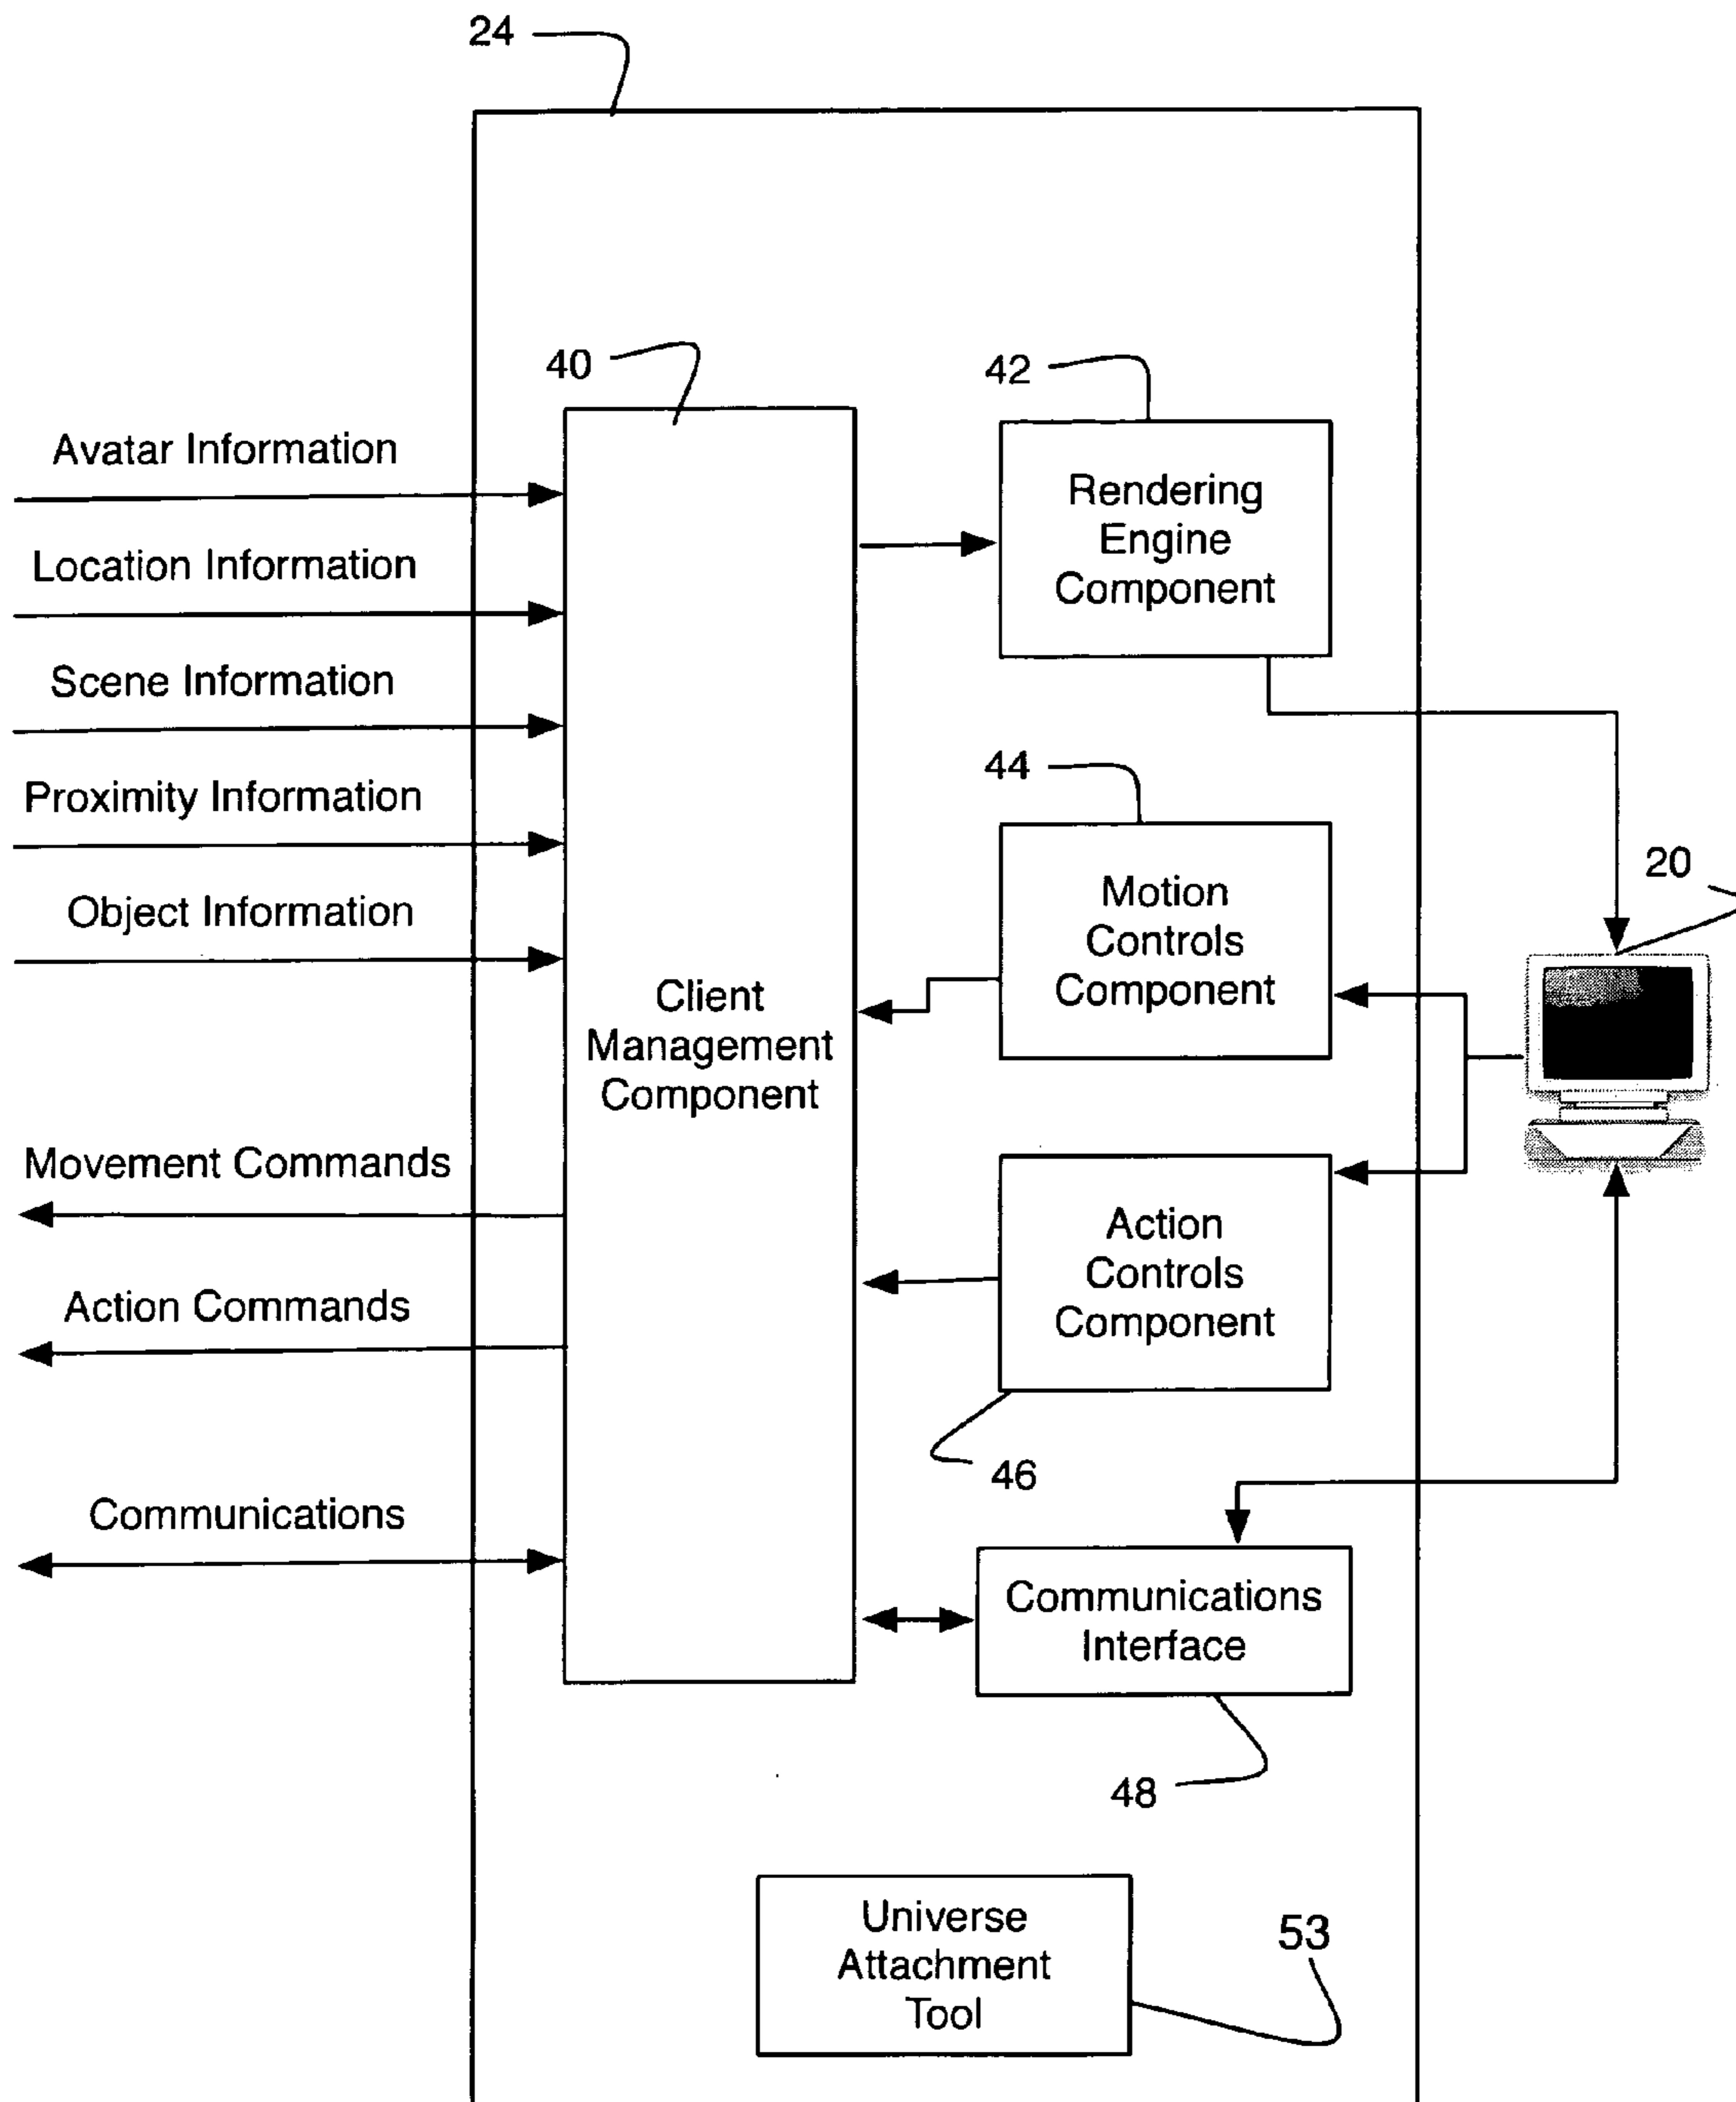 24
40
42
Avatar Information
Rendering
Engine
Component
Location Information
Scene Information
44
Proximity Information
20
Motion
Controls
Component
Object Information
Client
Management
Component
Movement Commands
Action
Controls
Component
Action Commands
46
Communications
Communications
Interface
48
Universe
Attachment
Tool
53